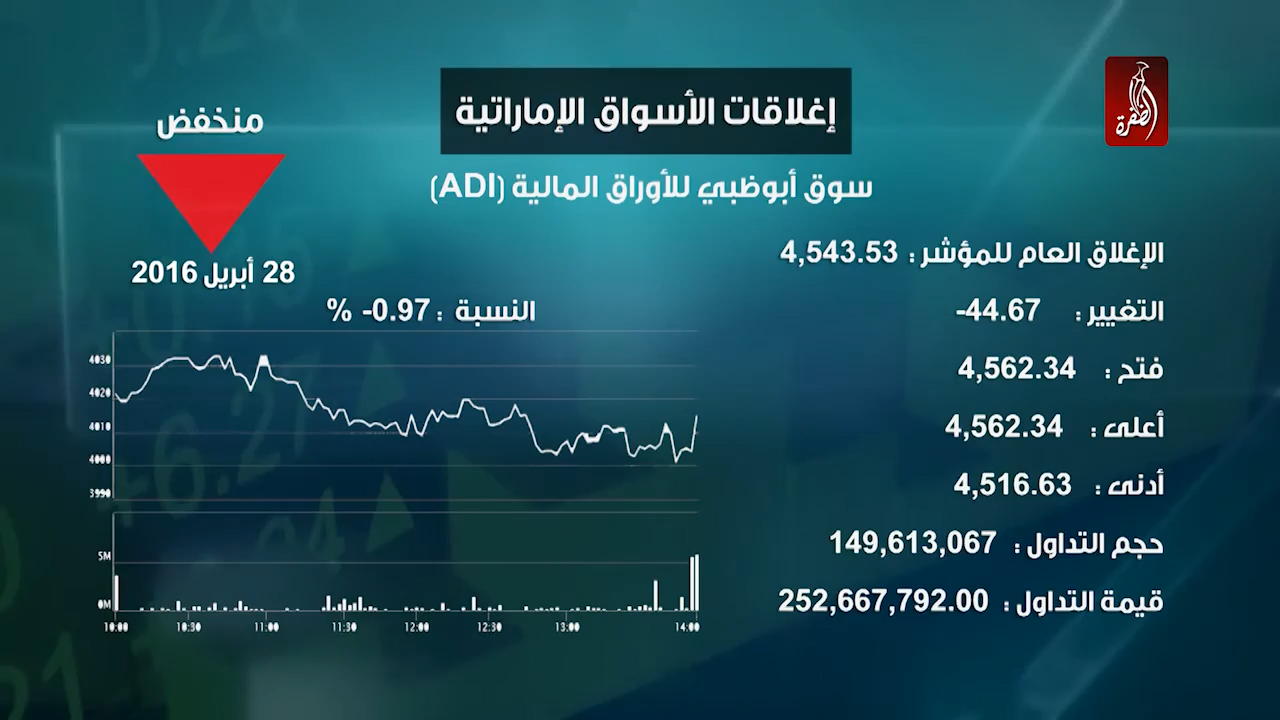 الظفرة
إغلاقات الأسواق الإماراتية
سوق أبوظبي للأوراق المالية (ADI)
منخفض
28 أبريل 2016
الإغلاق العام للمؤشر : 4,543.53
التغيير : -44.67
النسبة : -0.97 %
فتح : 4,562.34
أعلى : 4,562.34
أدنى : 4,516.63
حجم التداول : 149,613,067
قيمة التداول : 252,667,792.00
4030
4020
4010
4000
3990
5M
0M
10:00 10:30 11:00 11:30 12:00 12:30 13:00 14:00